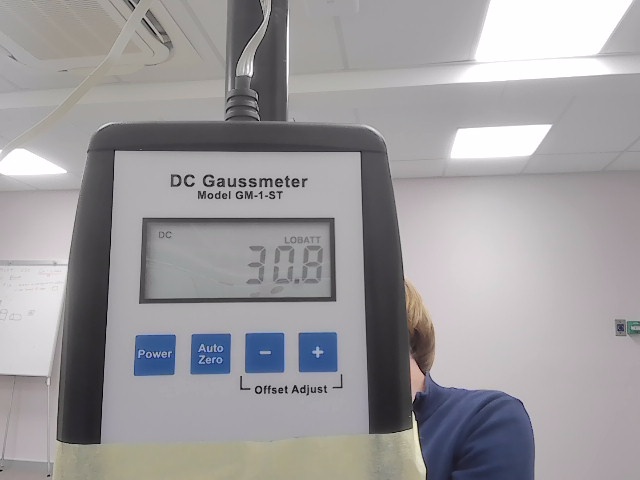 DC Gaussmeter
Model GM-1-ST
DC
LOBATT
30.8
Power
Auto
Zero
−
+
Offset Adjust